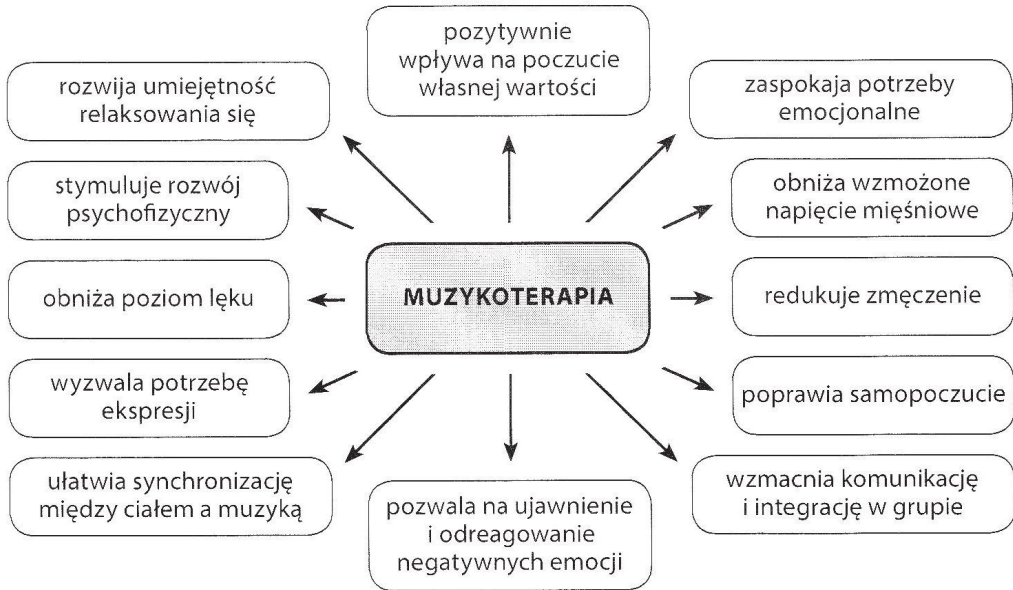 pozytywnie
wpływa na poczucie
własnej wartości
rozwija umiejętność
relaksowania się
zaspokaja potrzeby
emocjonalne
stymuluje rozwój
psychofizyczny
obniża wzmożone
napięcie mięśniowe
obniża poziom lęku
MUZYKOTERAPIA
redukuje zmęczenie
wyzwala potrzebę
ekspresji
poprawia samopoczucie
ułatwia synchronizację
między ciałem a muzyką
pozwala na ujawnienie
i odreagowanie
negatywnych emocji
wzmacnia komunikację
i integrację w grupie